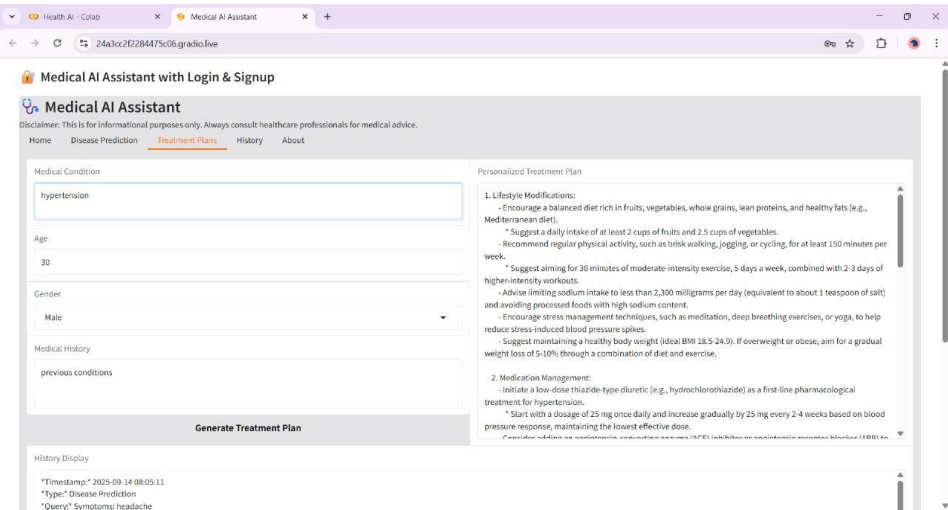 Health AI - Colab
Medical AI Assistant
24a3cc2f2284475c06.gradio.live
Medical AI Assistant with Login & Signup
Medical AI Assistant
Disclaimer: This is for informational purposes only. Always consult healthcare professionals for medical advice.
Home Disease Prediction Treatment Plans History About
Medical Condition
hypertension
Age
30
Gender
Male
Medical History
previous conditions
Generate Treatment Plan
Personalized Treatment Plan
1. Lifestyle Modifications:
- Encourage a balanced diet rich in fruits, vegetables, whole grains, lean proteins, and healthy fats (e.g.,
Mediterranean diet).
* Suggest a daily intake of at least 2 cups of fruits and 2.5 cups of vegetables.
- Recommend regular physical activity, such as brisk walking, jogging, or cycling, for at least 150 minutes per
week.
* Suggest aiming for 30 minutes of moderate-intensity exercise, 5 days a week, combined with 2-3 days of
higher-intensity workouts.
- Advise limiting sodium intake to less than 2,300 milligrams per day (equivalent to about 1 teaspoon of salt)
and avoiding processed foods with high sodium content.
- Encourage stress management techniques, such as meditation, deep breathing exercises, or yoga, to help
reduce stress-induced blood pressure spikes.
- Suggest maintaining a healthy body weight (ideal BMI 18.5-24.9). If overweight or obese, aim for a gradual
weight loss of 5-10% through a combination of diet and exercise.
2. Medication Management:
- Initiate a low-dose thiazide-type diuretic (e.g., hydrochlorothiazide) as a first-line pharmacological
treatment for hypertension.
* Start with a dosage of 25 mg once daily and increase gradually by 25 mg every 2-4 weeks based on blood
pressure response, maintaining the lowest effective dose.
- Consider adding an angiotensin-converting enzyme (ACE) inhibitor or angiotensin receptor blocker (ARB) to
History Display
*Timestamp:* 2025-09-14 08:05:11
*Type:* Disease Prediction
*Query:* Symptoms: headache